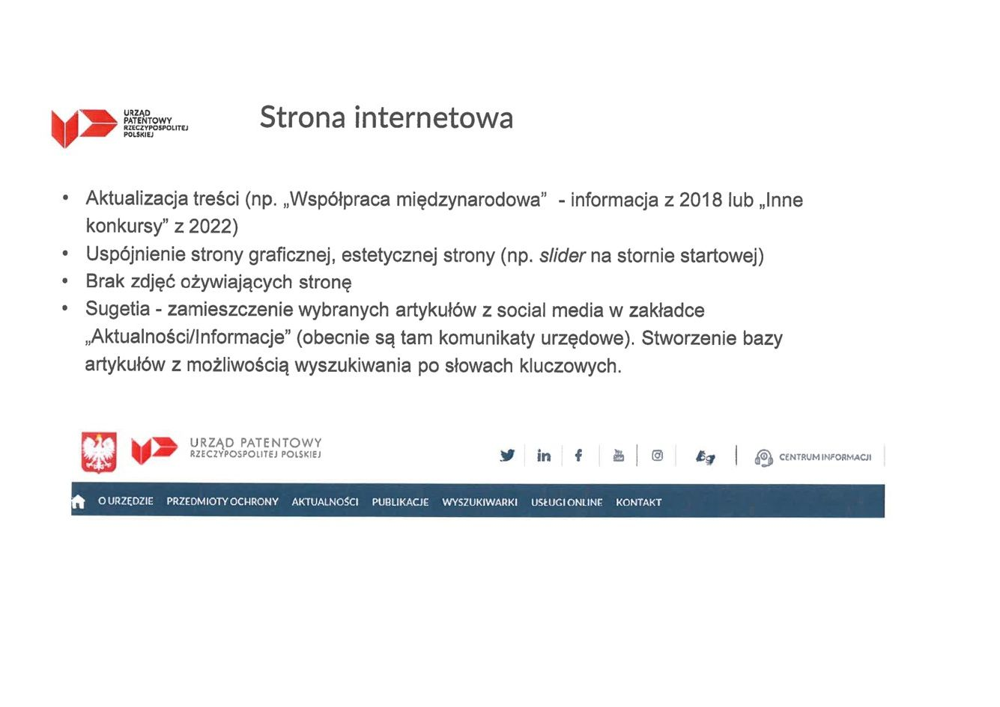 URZĄD
PATENTOWY
RZECZYPOSPOLITEJ
POLSKIEJ
Strona internetowa
• Aktualizacja treści (np. „Współpraca międzynarodowa” - informacja z 2018 lub „Inne
konkursy” z 2022)
• Uspójnienie strony graficznej, estetycznej strony (np. slider na stornie startowej)
• Brak zdjęć ożywiających stronę
• Sugetia - zamieszczenie wybranych artykułów z social media w zakładce
„Aktualności/Informacje” (obecnie są tam komunikaty urzędowe). Stworzenie bazy
artykułów z możliwością wyszukiwania po słowach kluczowych.
URZĄD PATENTOWY
RZECZYPOSPOLITEJ POLSKIEJ
CENTRUM INFORMACJI
O URZĘDZIE PRZEDMIOTY OCHRONY AKTUALNOŚCI PUBLIKACJE WYSZUKIWARKI USŁUGI ONLINE KONTAKT